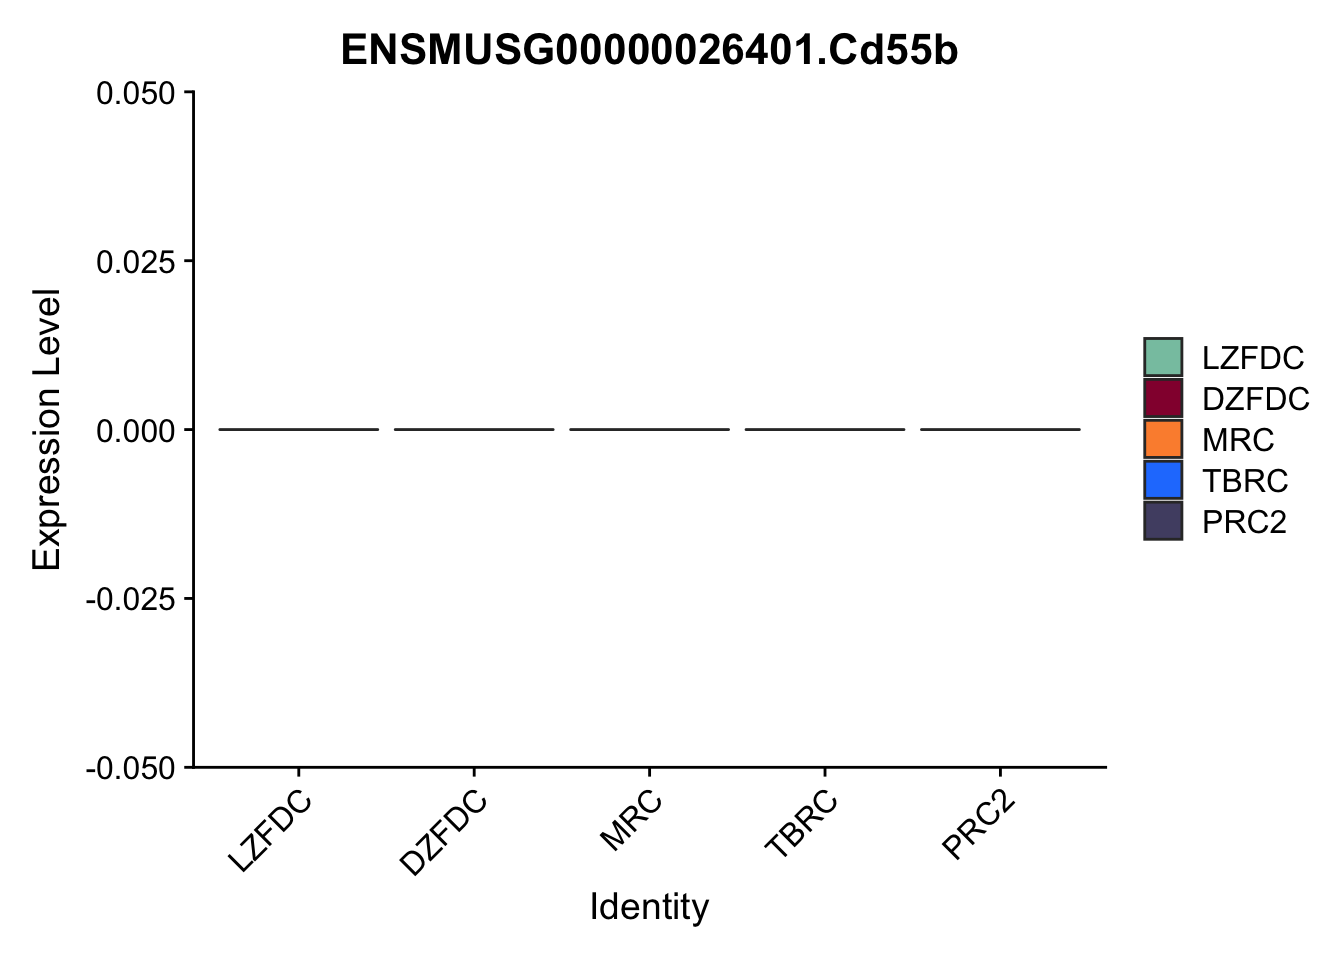 ENSMUSG00000026401.Cd55b
0.050
0.025
0.000
-0.025
-0.050
Expression Level
LZFDC
DZFDC
MRC
TBRC
PRC2
Identity
LZFDC
DZFDC
MRC
TBRC
PRC2